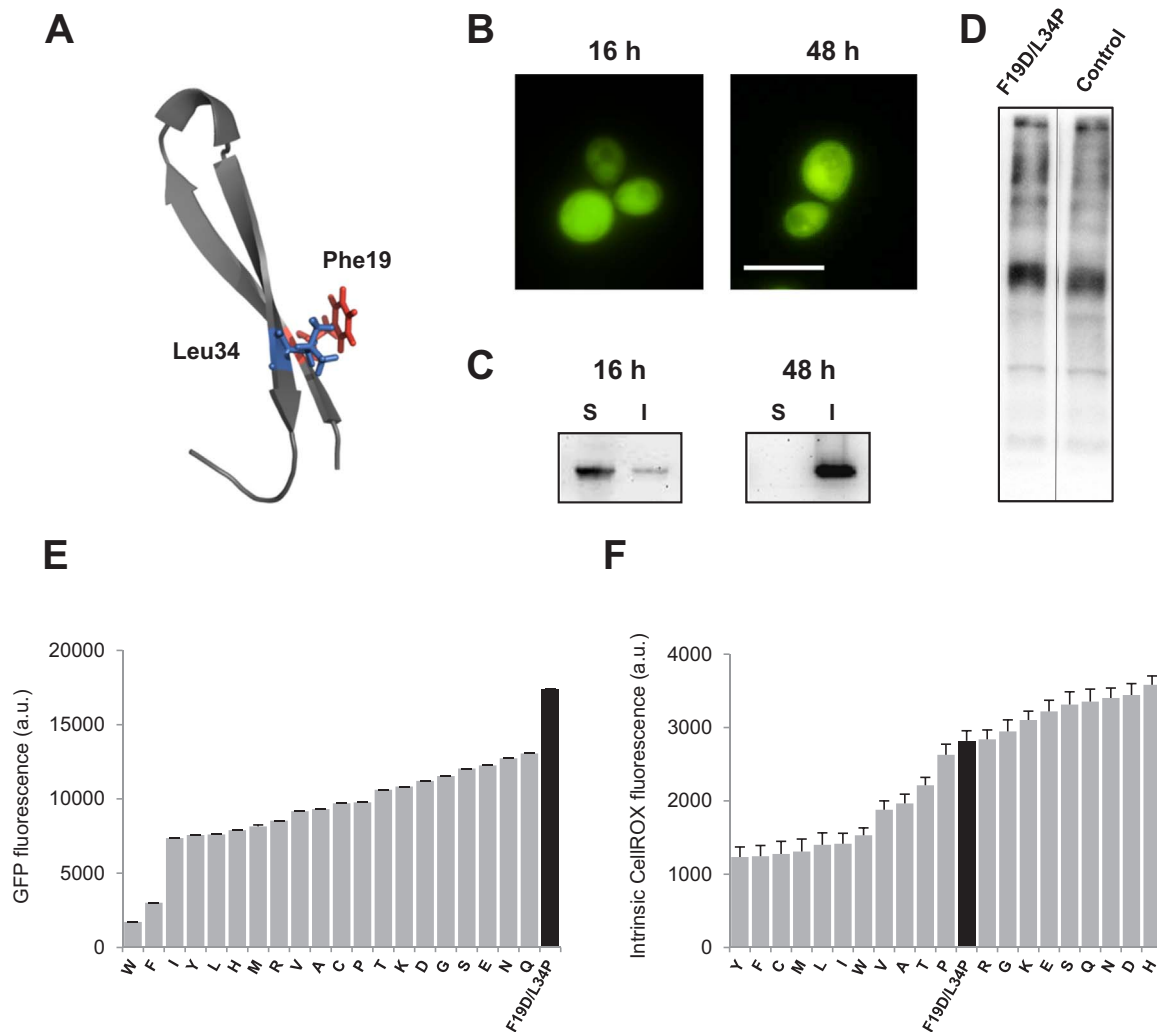 A
Phe19
Leu34
B
16 h
48 h
C
16 h
48 h
S I
S I
D
F19D/L34P
Control
E
GFP fluorescence (a.u.)
20000
15000
10000
5000
0
W F I Y L H M R V A C P T K D G S E N Q F19D/L34P
F
Intrinsic CellROX fluorescence (a.u.)
4000
3000
2000
1000
0
Y F C M L I W V A T P F19D/L34P R G K E S Q N D H